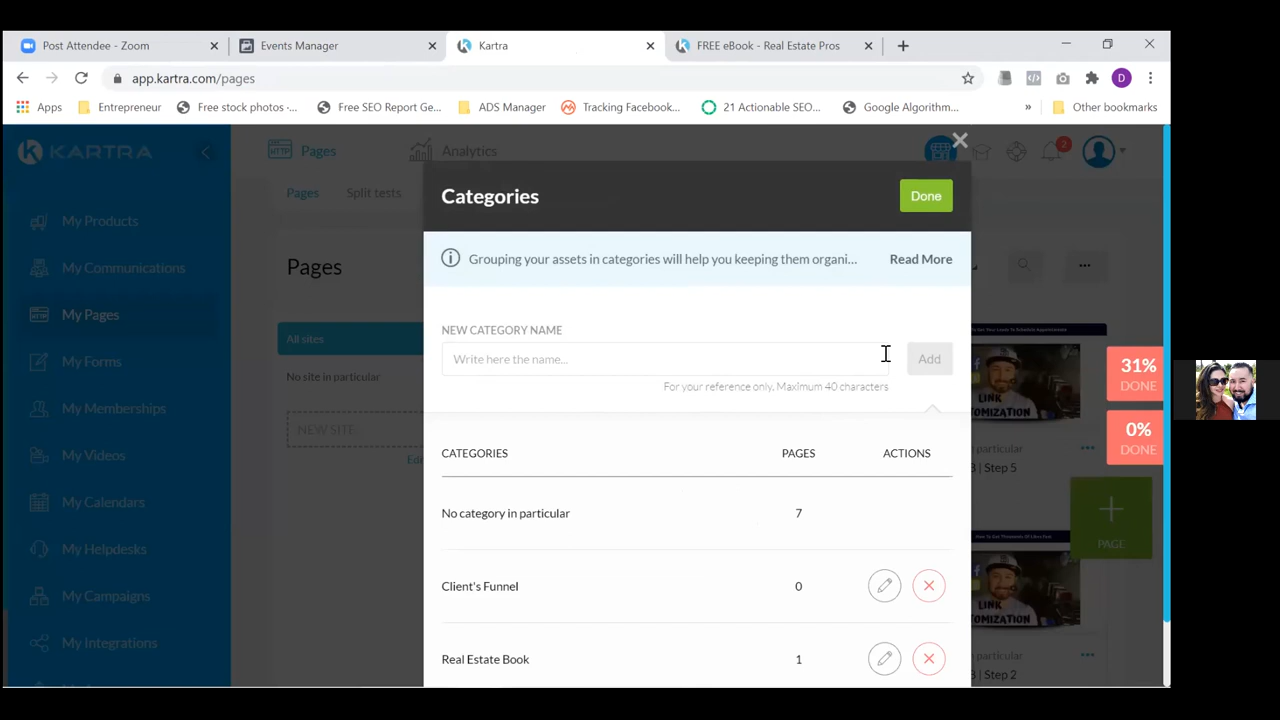 Post Attendee - Zoom
Events Manager
Kartra
FREE eBook - Real Estate Pros
app.kartra.com/pages
D
Apps
Entrepreneur
Free stock photos -...
Free SEO Report Ge...
ADS Manager
Tracking Facebook...
21 Actionable SEO...
Google Algorithm...
»
Other bookmarks
KARTRA
HTTP
Pages
Analytics
2
Pages
Split tests
Categories
Done
My Products
My Communications
My Pages
My Forms
My Memberships
My Videos
My Calendars
My Helpdesks
My Campaigns
My Integrations
Pages
All sites
No site in particular
NEW SITE...
Grouping your assets in categories will help you keeping them organi...
Read More
NEW CATEGORY NAME
Write here the name...
Add
For your reference only. Maximum 40 characters
CATEGORIES
PAGES
ACTIONS
No category in particular
7
Client's Funnel
0
Real Estate Book
1
31%
DONE
0%
DONE
LINK
| Step 5
PAGE
| Step 2